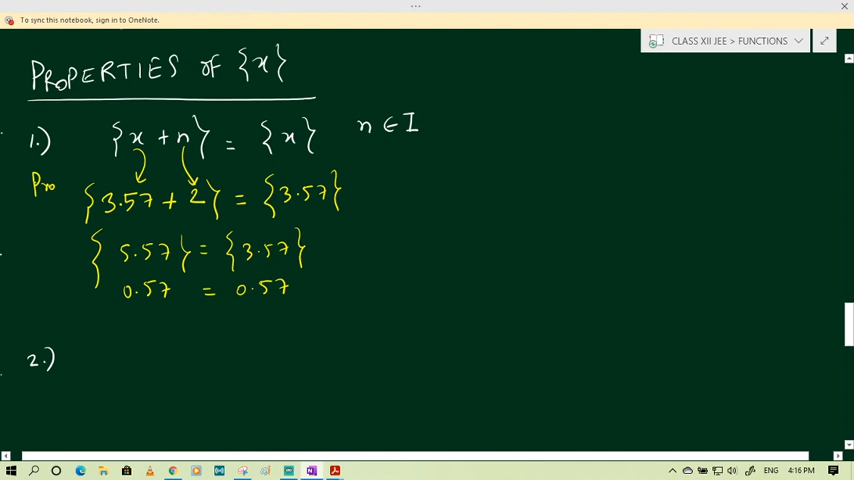 To sync this notebook, sign in to OneNote.
CLASS XII JEE > FUNCTIONS
PROPERTIES OF {x}
1.) {x + n} = {x} n ∈ I
Pro {3.57 + 2} = {3.57}
{5.57} = {3.57}
0.57 = 0.57
2.)
ENG 4:16 PM